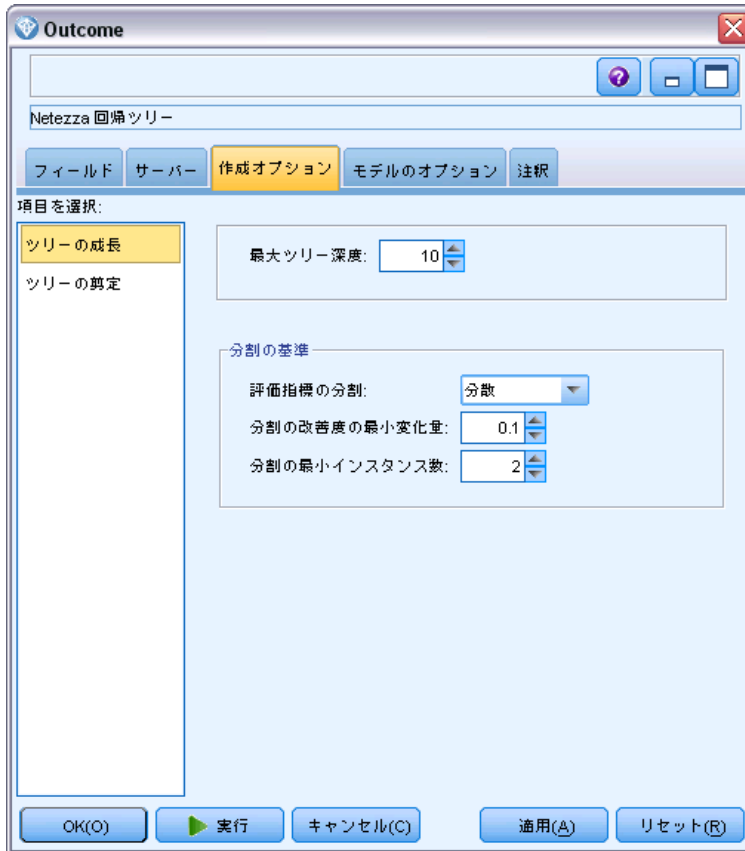 Outcome
Netezza 回帰ツリー
フィールド サーバー 作成オプション モデルのオプション 注釈
項目を選択:
ツリーの成長
ツリーの剪定
最大ツリー深度: 10
分割の基準
評価指標の分割: 分散
分割の改善度の最小変化量: 0.1
分割の最小インスタンス数: 2
OK(O) 実行 キャンセル(C) 適用(A) リセット(R)